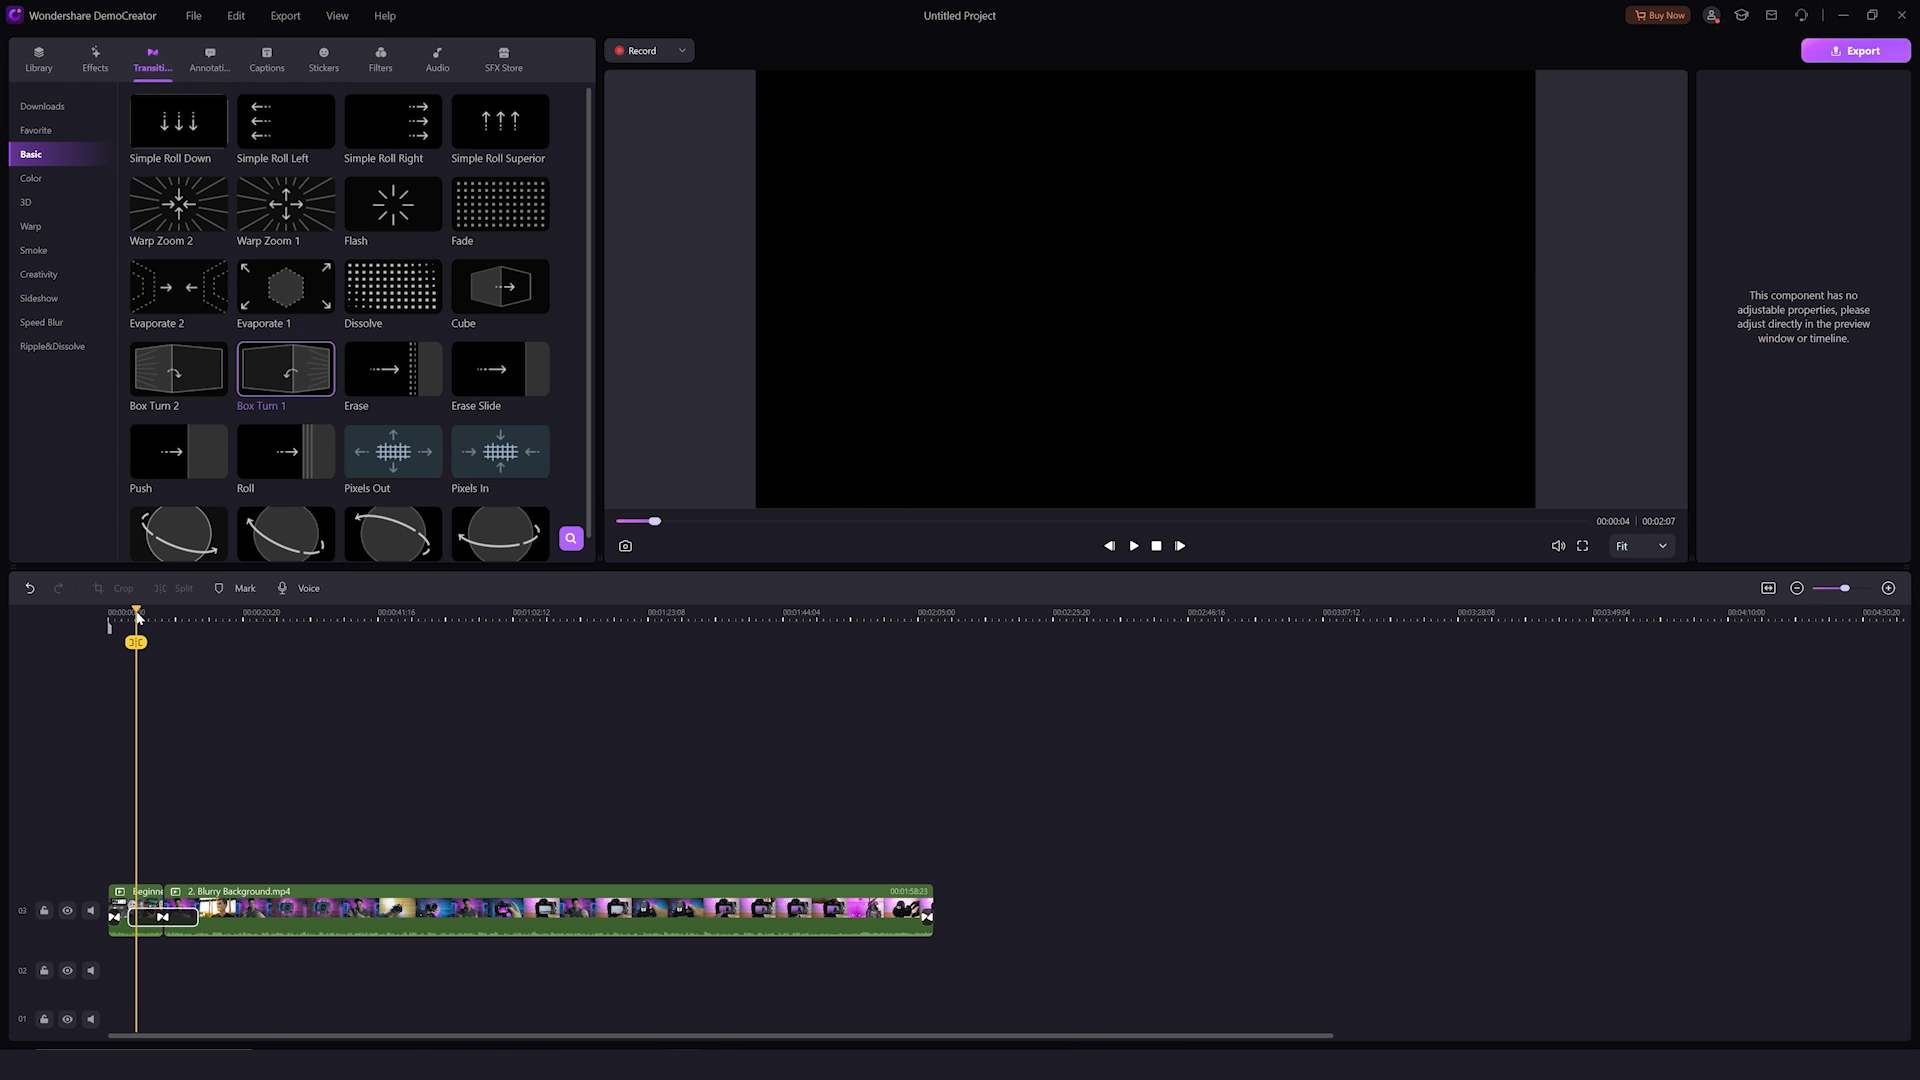 Wondershare DemoCreator File Edit Export View Help Untitled Project Buy Now
Library Effects Transiti... Annotati... Captions Stickers Filters Audio SFX Store
Record
Export
Downloads
Favorite
Basic
Color
3D
Warp
Smoke
Creativity
Sideshow
Speed Blur
Ripple&Dissolve
Simple Roll Down Simple Roll Left Simple Roll Right Simple Roll Superior
Warp Zoom 2 Warp Zoom 1 Flash Fade
Evaporate 2 Evaporate 1 Dissolve Cube
Box Turn 2 Box Turn 1 Erase Erase Slide
Push Roll Pixels Out Pixels In
This component has no
adjustable properties, please
adjust directly in the preview
window or timeline.
00:00:04 | 00:02:07
Fit
Crop Split Mark Voice
00:00:20:20 00:00:41:16 00:01:02:12 00:01:23:08 00:01:44:04 00:02:05:00 00:02:25:20 00:02:46:16 00:03:07:12 00:03:28:08 00:03:49:04 00:04:10:00 00:04:30:20
Beginne 2. Blurry Background.mp4 00:01:58:23
03
02
01